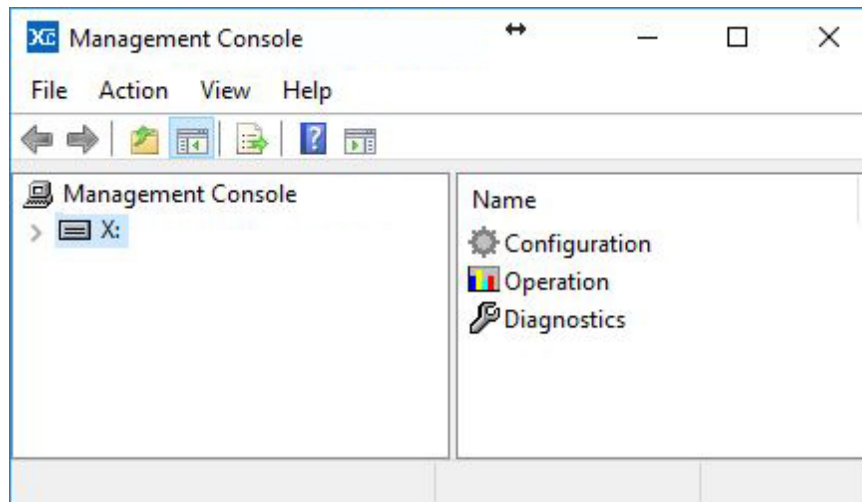 XC Management Console
File Action View Help
Management Console
X:
Name
Configuration
Operation
Diagnostics